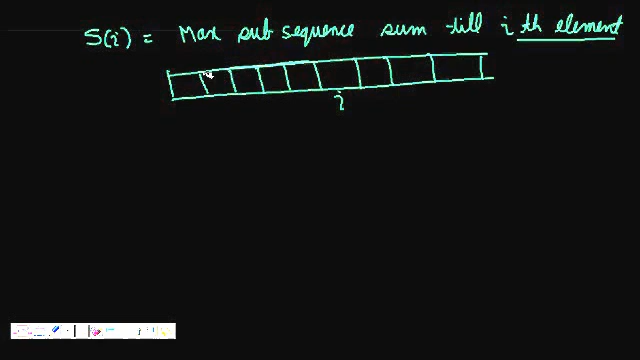 S(i) = Max sub sequence sum till i th element
i